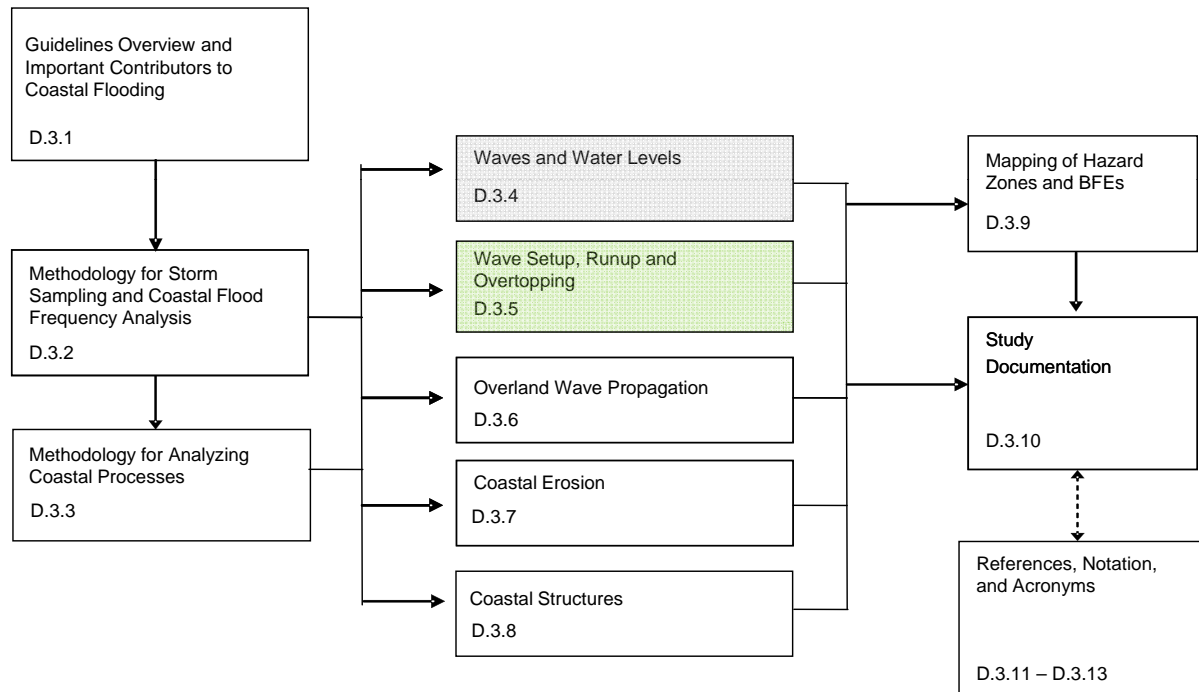 Guidelines Overview and
Important Contributors to
Coastal Flooding
D.3.1
Methodology for Storm
Sampling and Coastal Flood
Frequency Analysis
D.3.2
Methodology for Analyzing
Coastal Processes
D.3.3
Waves and Water Levels
D.3.4
Wave Setup, Runup and
Overtopping
D.3.5
Overland Wave Propagation
D.3.6
Coastal Erosion
D.3.7
Coastal Structures
D.3.8
Mapping of Hazard
Zones and BFEs
D.3.9
Study
Documentation
D.3.10
References, Notation,
and Acronyms
D.3.11 – D.3.13